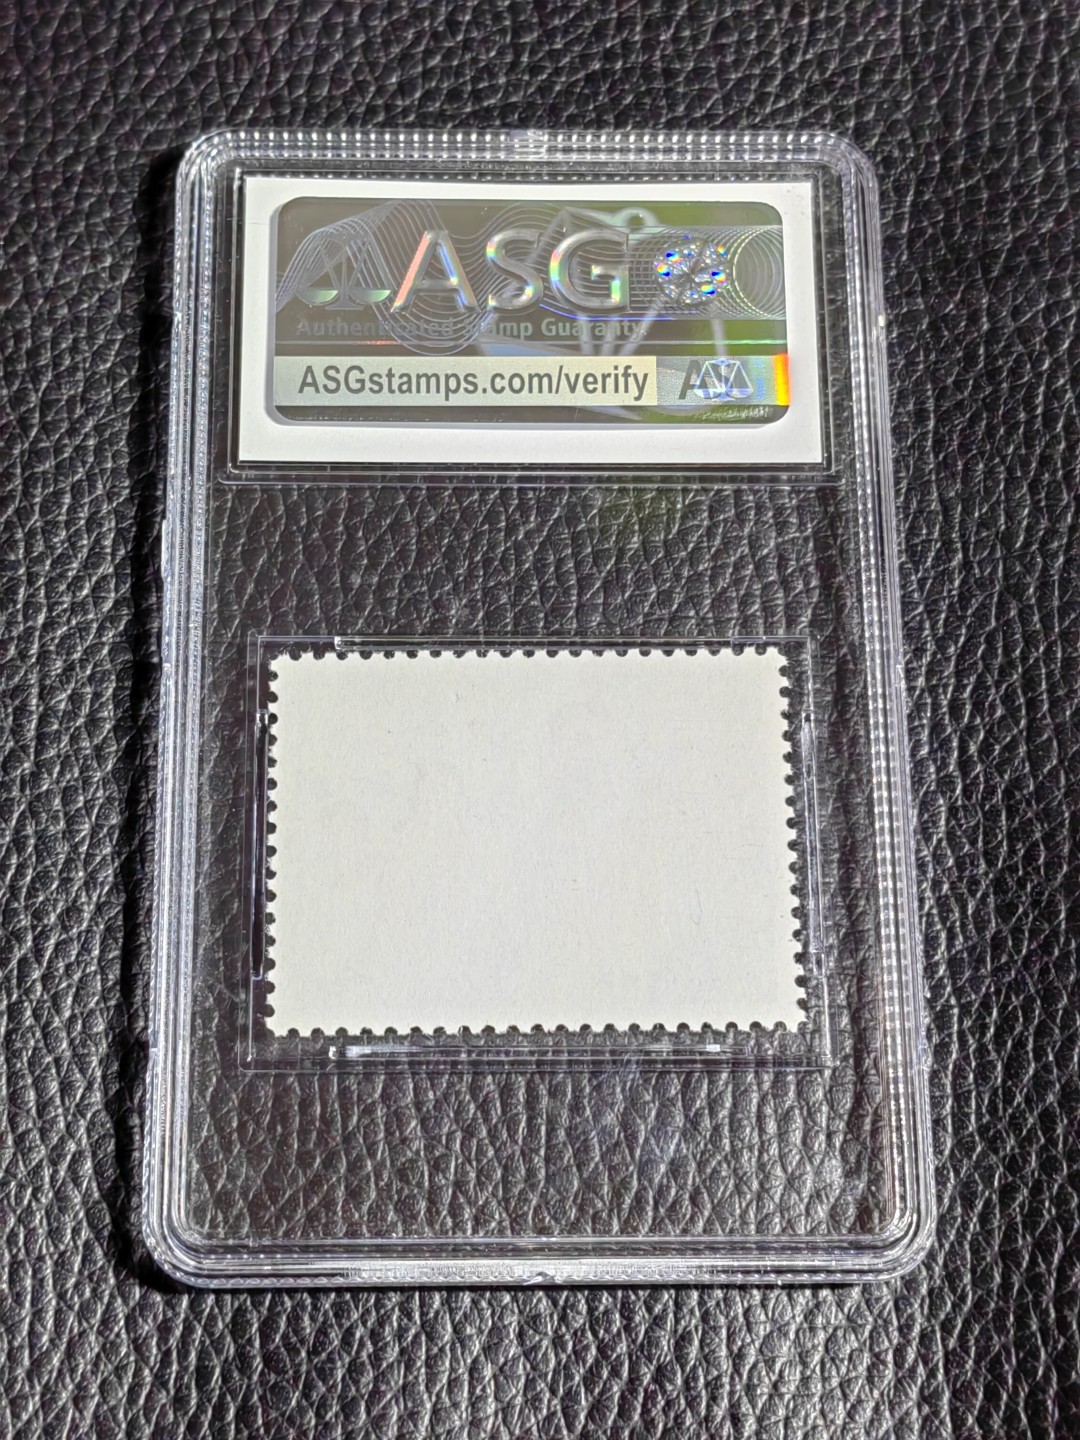 ASG
Authenticated Stamp Guaranty
ASGstamps.com/verify